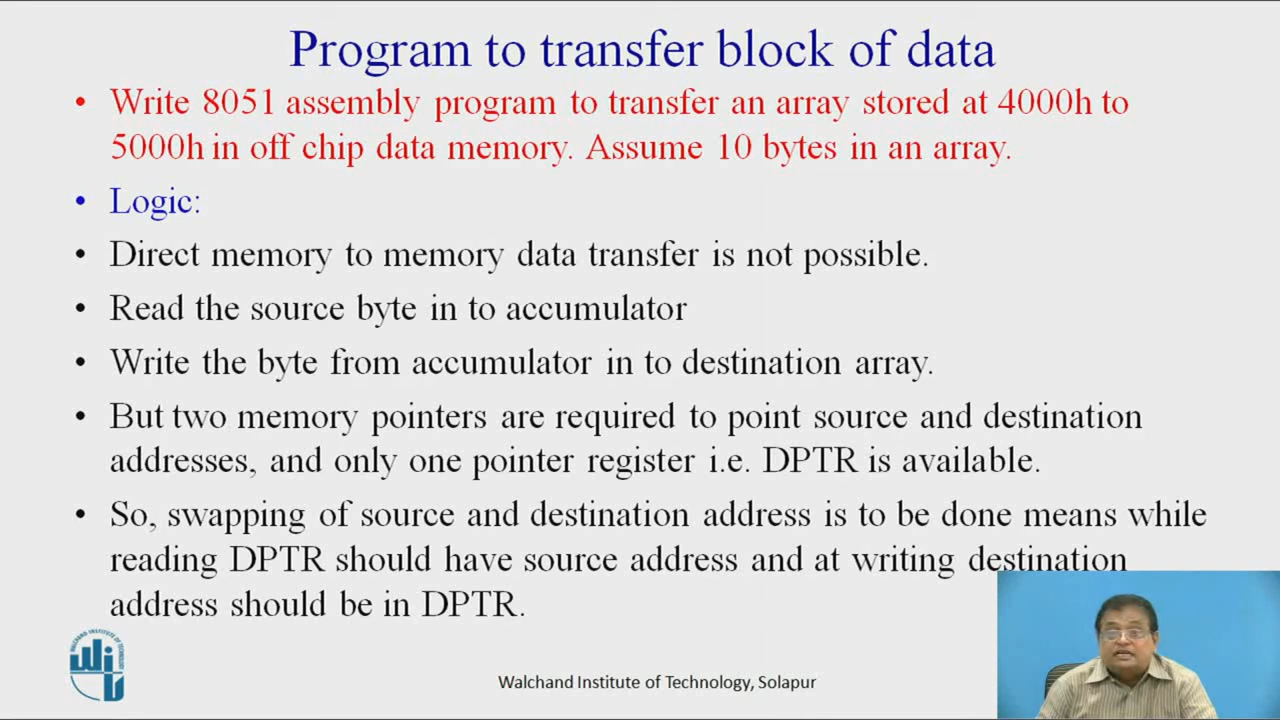 Program to transfer block of data
• Write 8051 assembly program to transfer an array stored at 4000h to
5000h in off chip data memory. Assume 10 bytes in an array.
• Logic:
• Direct memory to memory data transfer is not possible.
• Read the source byte in to accumulator
• Write the byte from accumulator in to destination array.
• But two memory pointers are required to point source and destination
addresses, and only one pointer register i.e. DPTR is available.
• So, swapping of source and destination address is to be done means while
reading DPTR should have source address and at writing destination
address should be in DPTR.
WALCHAND INSTITUTE OF TECHNOLOGY
Walchand Institute of Technology, Solapur